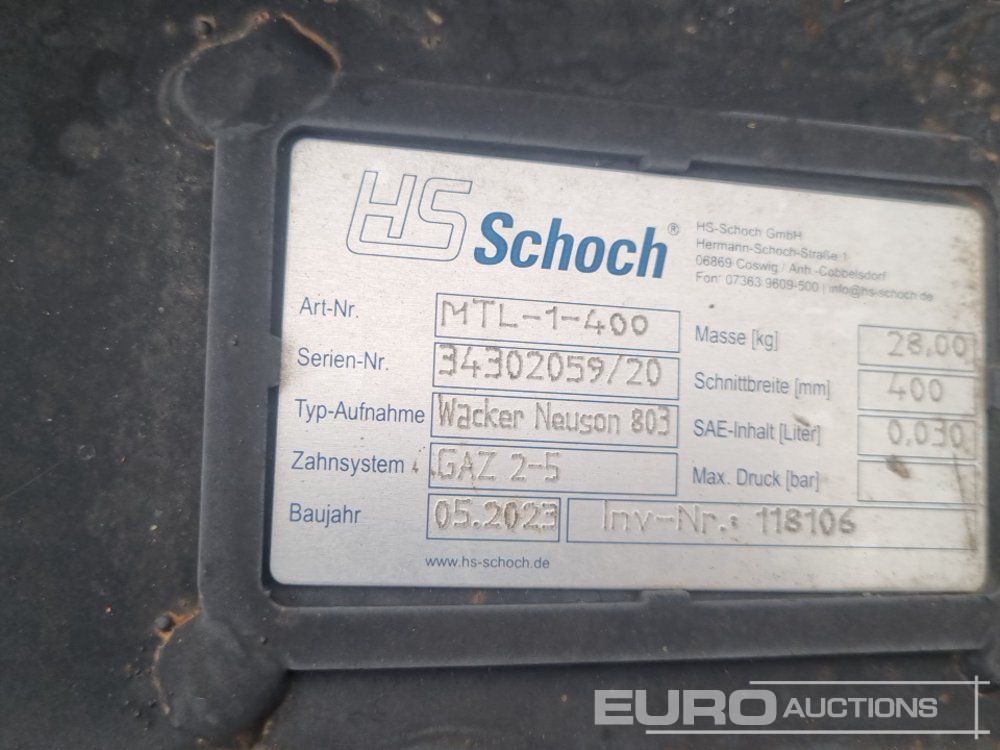 HS Schoch®
HS-Schoch GmbH
Hermann-Schoch-Straße 1
06869 Coswig / Anh.-Cobbelsdorf
Fon: 07363 9609-500 | info@hs-schoch.de
Art-Nr. MTL-1-400
Serien-Nr. 34302059/20
Typ-Aufnahme Wacker Neuson 803
Zahnsystem GAZ 2-5
Baujahr 05.2023 Inv-Nr.: 118106
Masse [kg] 28,00
Schnittbreite [mm] 400
SAE-Inhalt [Liter] 0,030
Max. Druck [bar]
www.hs-schoch.de
EURO AUCTIONS